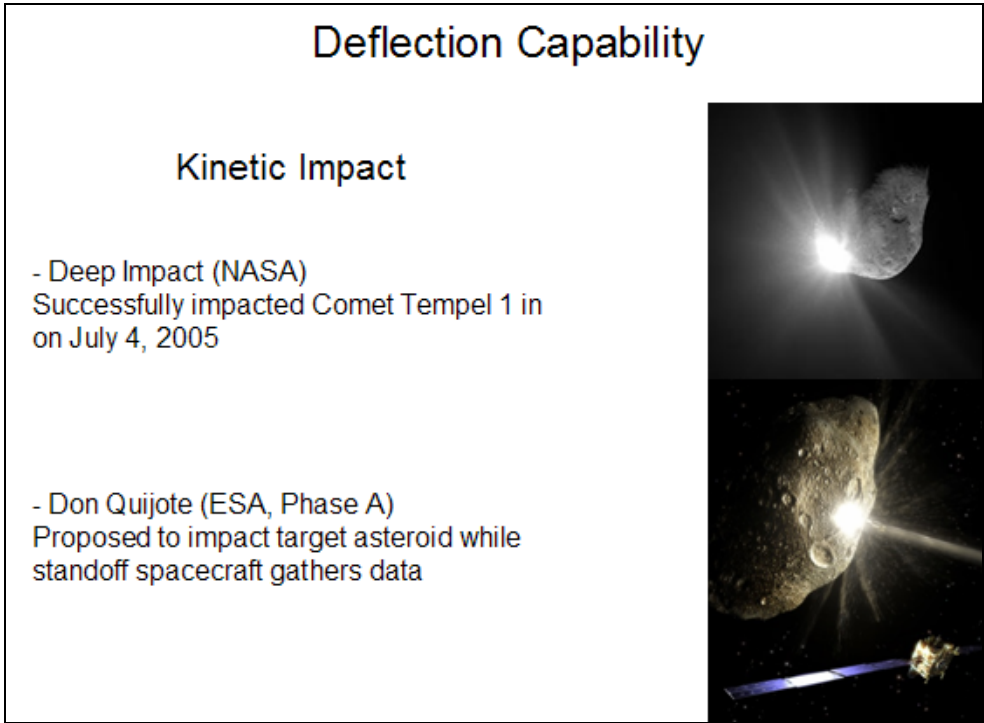 Deflection Capability
Kinetic Impact
- Deep Impact (NASA)
Successfully impacted Comet Tempel 1 in
on July 4, 2005
- Don Quijote (ESA, Phase A)
Proposed to impact target asteroid while
standoff spacecraft gathers data